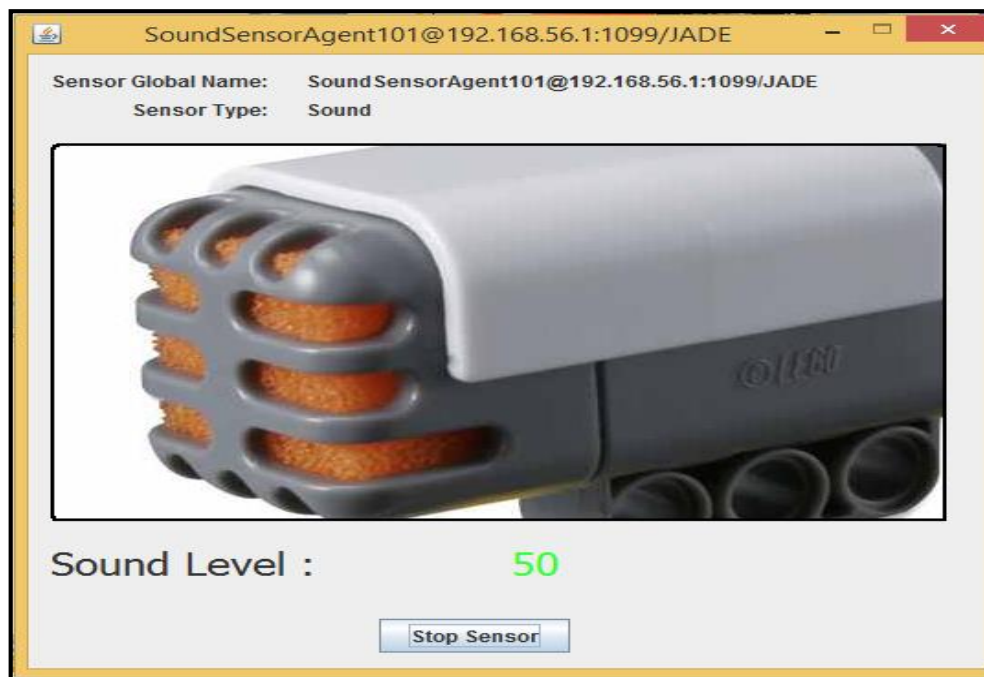 SoundSensorAgent101@192.168.56.1:1099/JADE
Sensor Global Name: SoundSensorAgent101@192.168.56.1:1099/JADE
Sensor Type: Sound
LEGO
Sound Level : 50
Stop Sensor